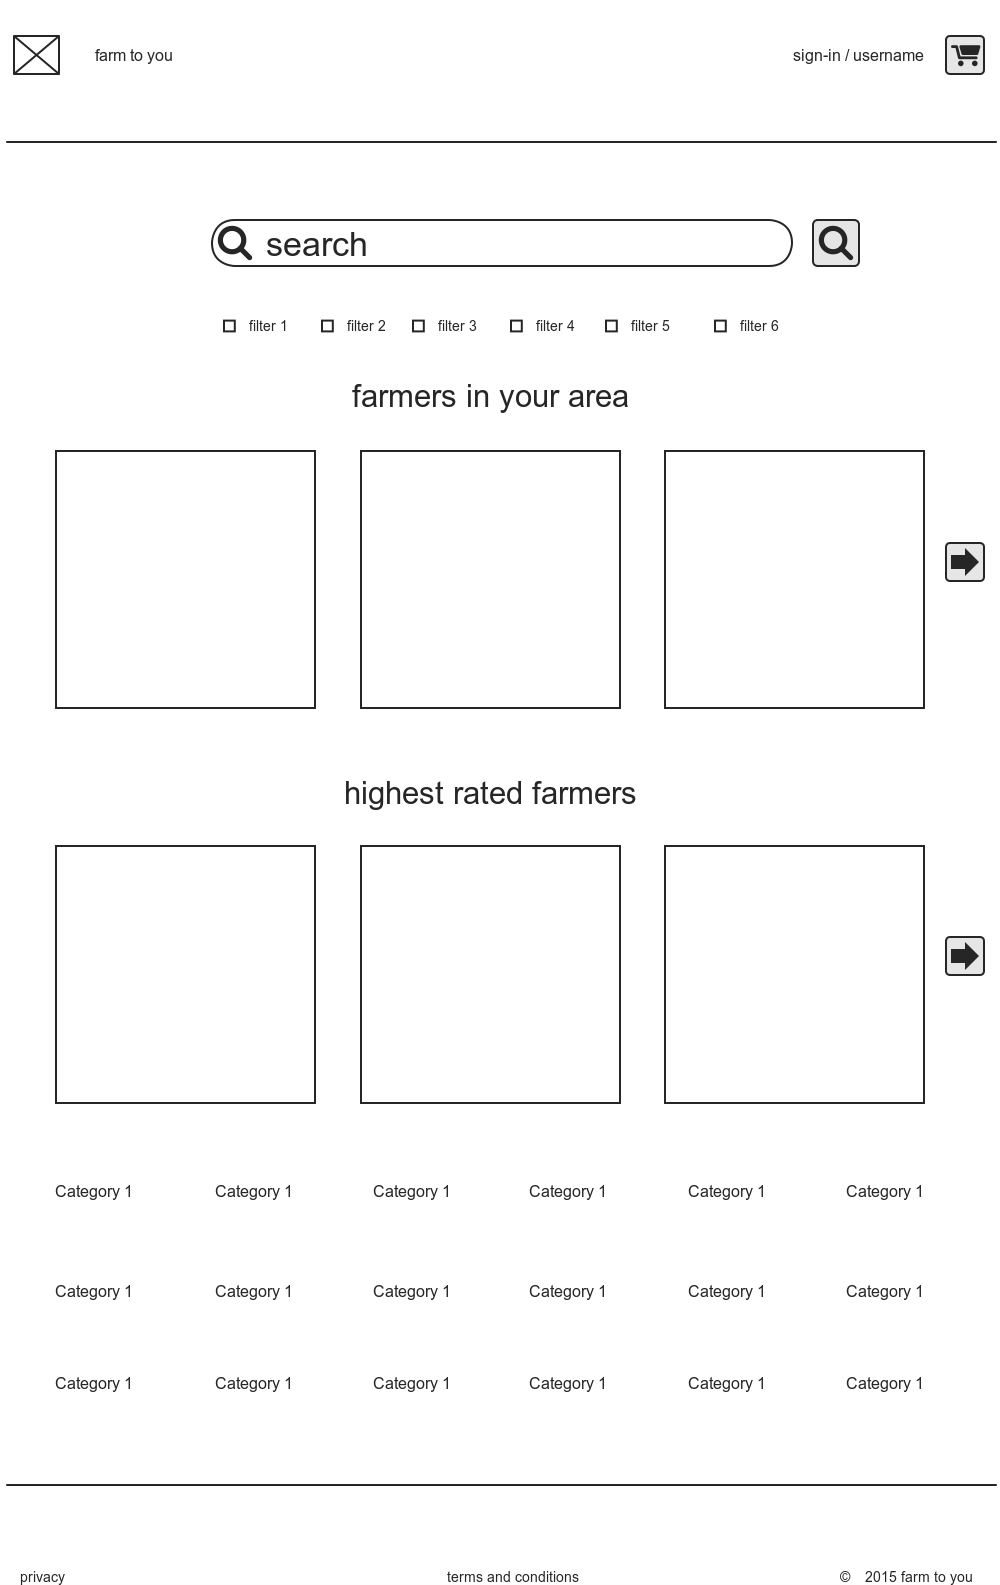 farm to you sign-in / username
search
filter 1 filter 2 filter 3 filter 4 filter 5 filter 6
farmers in your area
highest rated farmers
Category 1 Category 1 Category 1 Category 1 Category 1 Category 1
Category 1 Category 1 Category 1 Category 1 Category 1 Category 1
Category 1 Category 1 Category 1 Category 1 Category 1 Category 1
privacy terms and conditions © 2015 farm to you